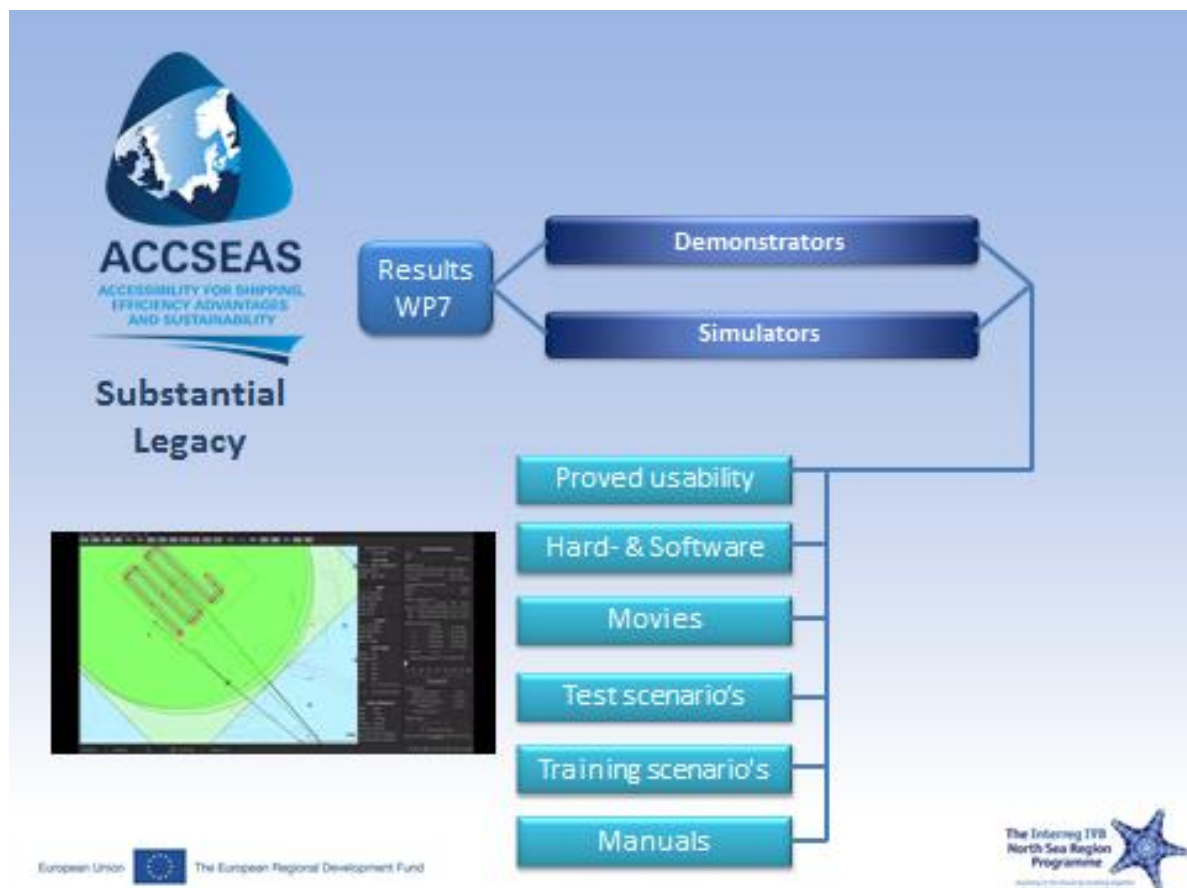 ACCSEAS
ACCESSIBILITY FOR SHIPPING,
EFFICIENCY ADVANTAGES
AND SUSTAINABILITY
Substantial
Legacy
Results
WP7
Demonstrators
Simulators
Proved usability
Hard- & Software
Movies
Test scenario's
Training scenario's
Manuals
European Union
The European Regional Development Fund
The Interreg IVB
North Sea Region
Programme